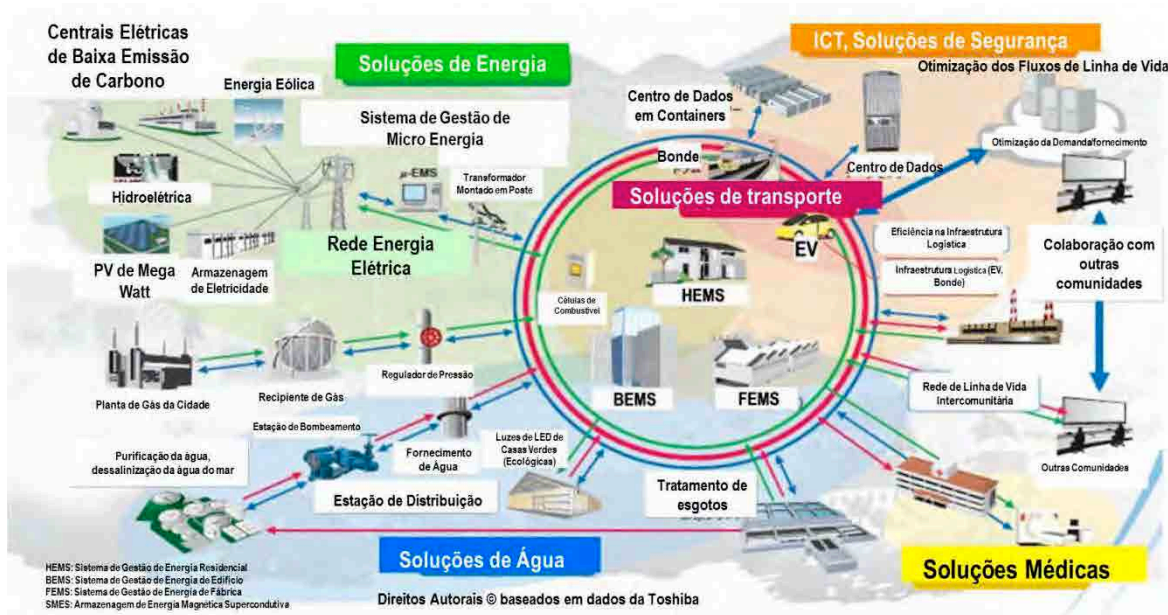 Centrais Elétricas
de Baixa Emissão
de Carbono
Energia Eólica
Soluções de Energia
Sistema de Gestão de
Micro Energia
µ-EMS
Transformador
Montado em Poste
Hidroelétrica
PV de Mega
Watt
Armazenagem
de Eletricidade
Rede Energia
Elétrica
ICT, Soluções de Segurança
Otimização dos Fluxos de Linha de Vida
Centro de Dados
em Containers
Centro de Dados
Otimização da Demanda/fornecimento
Bonde
Soluções de transporte
EV
Eficiência na Infraestrutura
Logística
Infraestrutura Logística (EV,
Bonde)
Colaboração com
outras
comunidades
HEMS
Células de
Combustível
BEMS
FEMS
Planta de Gás da Cidade
Recipiente de Gás
Regulador de Pressão
Rede de Linha de Vida
Intercomunitária
Outras Comunidades
Estação de Bombeamento
Purificação da água,
dessalinização da água do mar
Fornecimento
de Água
Luzes de LED de
Casas Verdes
(Ecológicas)
Estação de Distribuição
Tratamento de
esgotos
Soluções de Água
Soluções Médicas
HEMS: Sistema de Gestão de Energia Residencial
BEMS: Sistema de Gestão de Energia de Edifício
FEMS: Sistema de Gestão de Energia de Fábrica
SMES: Armazenagem de Energia Magnética Supercondutiva
Direitos Autorais © baseados em dados da Toshiba